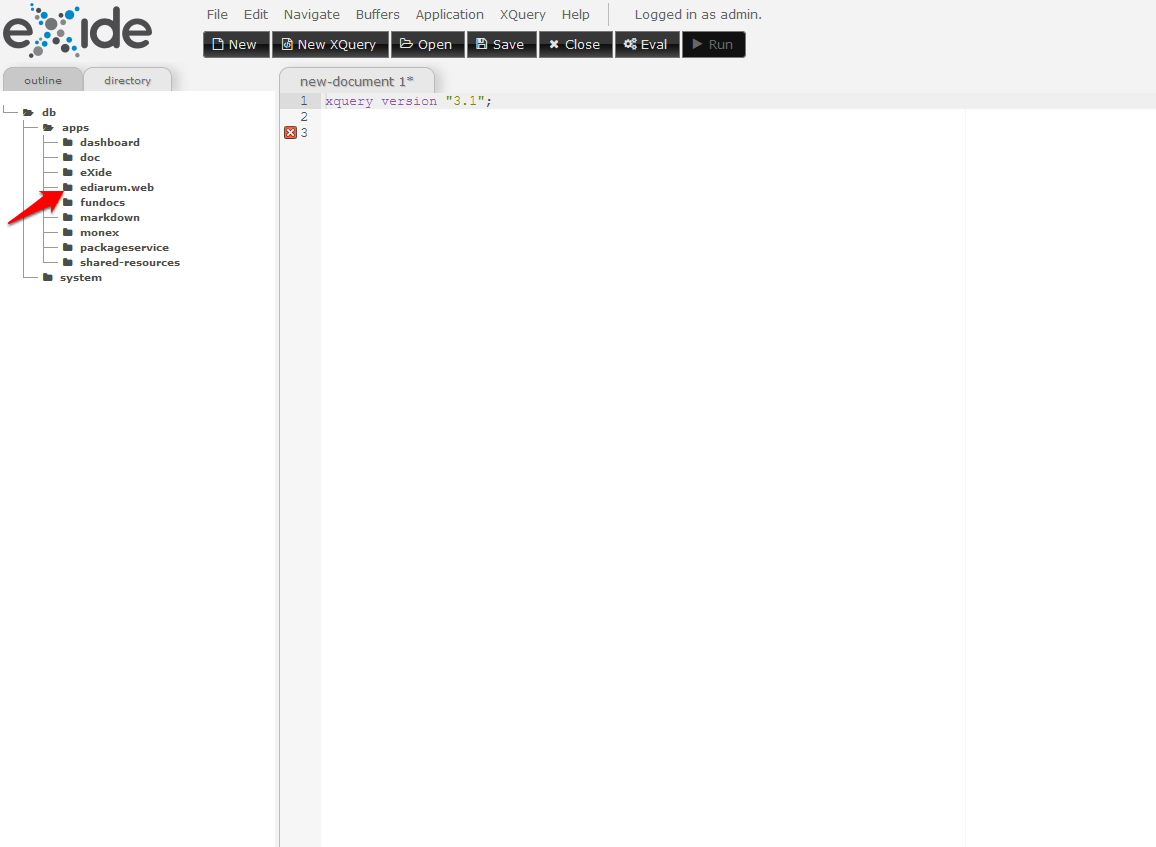 eXide
File Edit Navigate Buffers Application XQuery Help Logged in as admin.
New New XQuery Open Save Close Eval Run
outline directory
new-document 1*
db
apps
dashboard
doc
eXide
ediarum.web
fundocs
markdown
monex
packageservice
shared-resources
system
1 xquery version "3.1";
2
3